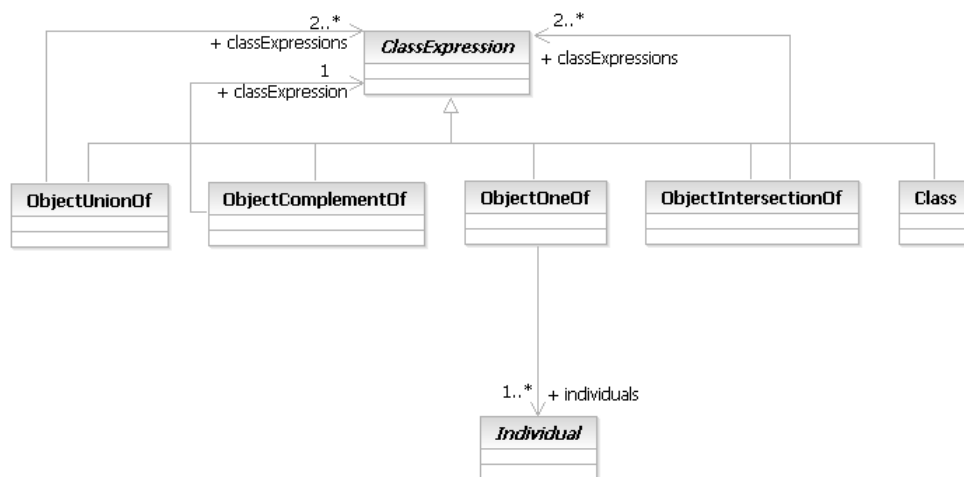 2..*
2..*
+ classExpressions
ClassExpression
+ classExpressions
1
+ classExpression
ObjectUnionOf
ObjectComplementOf
ObjectOneOf
ObjectIntersectionOf
Class
1..*
+ individuals
Individual